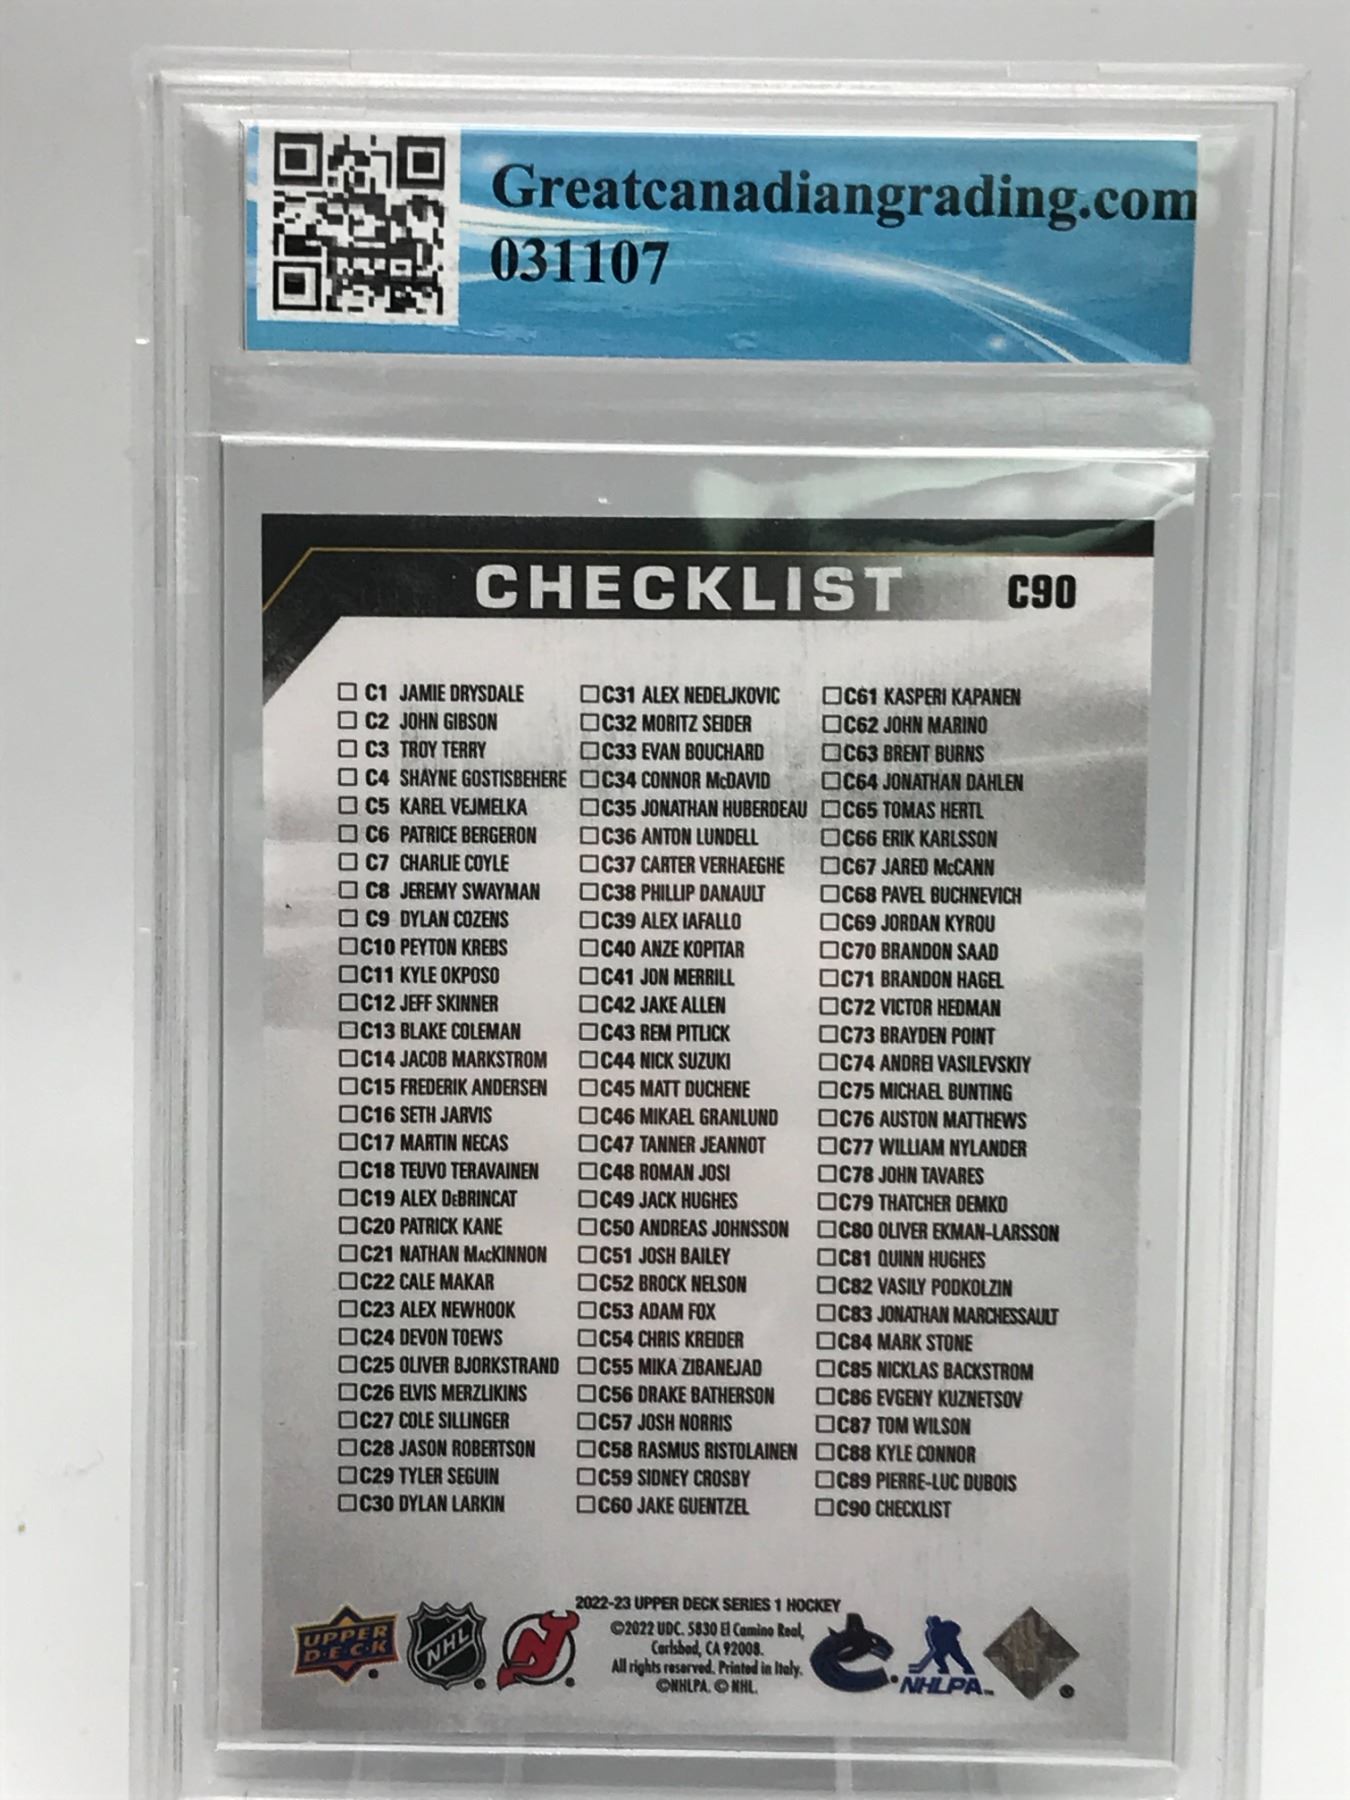 Greatcanadiangrading.com
031107
CHECKLIST C90
C1 JAMIE DRYSDALE
C2 JOHN GIBSON
C3 TROY TERRY
C4 SHAYNE GOSTISBEHERE
C5 KAREL VEJMELKA
C6 PATRICE BERGERON
C7 CHARLIE COYLE
C8 JEREMY SWAYMAN
C9 DYLAN COZENS
C10 PEYTON KREBS
C11 KYLE OKPOSO
C12 JEFF SKINNER
C13 BLAKE COLEMAN
C14 JACOB MARKSTROM
C15 FREDERIK ANDERSEN
C16 SETH JARVIS
C17 MARTIN NECAS
C18 TEUVO TERAVAINEN
C19 ALEX DEBRINCAT
C20 PATRICK KANE
C21 NATHAN MACKINNON
C22 CALE MAKAR
C23 ALEX NEWHOOK
C24 DEVON TOEWS
C25 OLIVER BJORKSTRAND
C26 ELVIS MERZLIKINS
C27 COLE SILLINGER
C28 JASON ROBERTSON
C29 TYLER SEGUIN
C30 DYLAN LARKIN
C31 ALEX NEDELJKOVIC
C32 MORITZ SEIDER
C33 EVAN BOUCHARD
C34 CONNOR McDAVID
C35 JONATHAN HUBERDEAU
C36 ANTON LUNDELL
C37 CARTER VERHAEGHE
C38 PHILLIP DANAULT
C39 ALEX IAFALLO
C40 ANZE KOPITAR
C41 JON MERRILL
C42 JAKE ALLEN
C43 REM PITLICK
C44 NICK SUZUKI
C45 MATT DUCHENE
C46 MIKAEL GRANLUND
C47 TANNER JEANNOT
C48 ROMAN JOSI
C49 JACK HUGHES
C50 ANDREAS JOHNSSON
C51 JOSH BAILEY
C52 BROCK NELSON
C53 ADAM FOX
C54 CHRIS KREIDER
C55 MIKA ZIBANEJAD
C56 DRAKE BATHERSON
C57 JOSH NORRIS
C58 RASMUS RISTOLAINEN
C59 SIDNEY CROSBY
C60 JAKE GUENTZEL
C61 KASPERI KAPANEN
C62 JOHN MARINO
C63 BRENT BURNS
C64 JONATHAN DAHLEN
C65 TOMAS HERTL
C66 ERIK KARLSSON
C67 JARED McCANN
C68 PAVEL BUCHNEVICH
C69 JORDAN KYROU
C70 BRANDON SAAD
C71 BRANDON HAGEL
C72 VICTOR HEDMAN
C73 BRAYDEN POINT
C74 ANDREI VASILEVSKIY
C75 MICHAEL BUNTING
C76 AUSTON MATTHEWS
C77 WILLIAM NYLANDER
C78 JOHN TAVARES
C79 THATCHER DEMKO
C80 OLIVER EKMAN-LARSSON
C81 QUINN HUGHES
C82 VASILY PODKOLZIN
C83 JONATHAN MARCHESSAULT
C84 MARK STONE
C85 NICKLAS BACKSTROM
C86 EVGENY KUZNETSOV
C87 TOM WILSON
C88 KYLE CONNOR
C89 PIERRE-LUC DUBOIS
C90 CHECKLIST
2022-23 UPPER DECK SERIES 1 HOCKEY
©2022 UDC. 5830 El Camino Real,
Carlsbad, CA 92008.
All rights reserved. Printed in Italy.
©NHLPA. © NHL.
UPPER
D·E·C·K
NHL
NHLPA